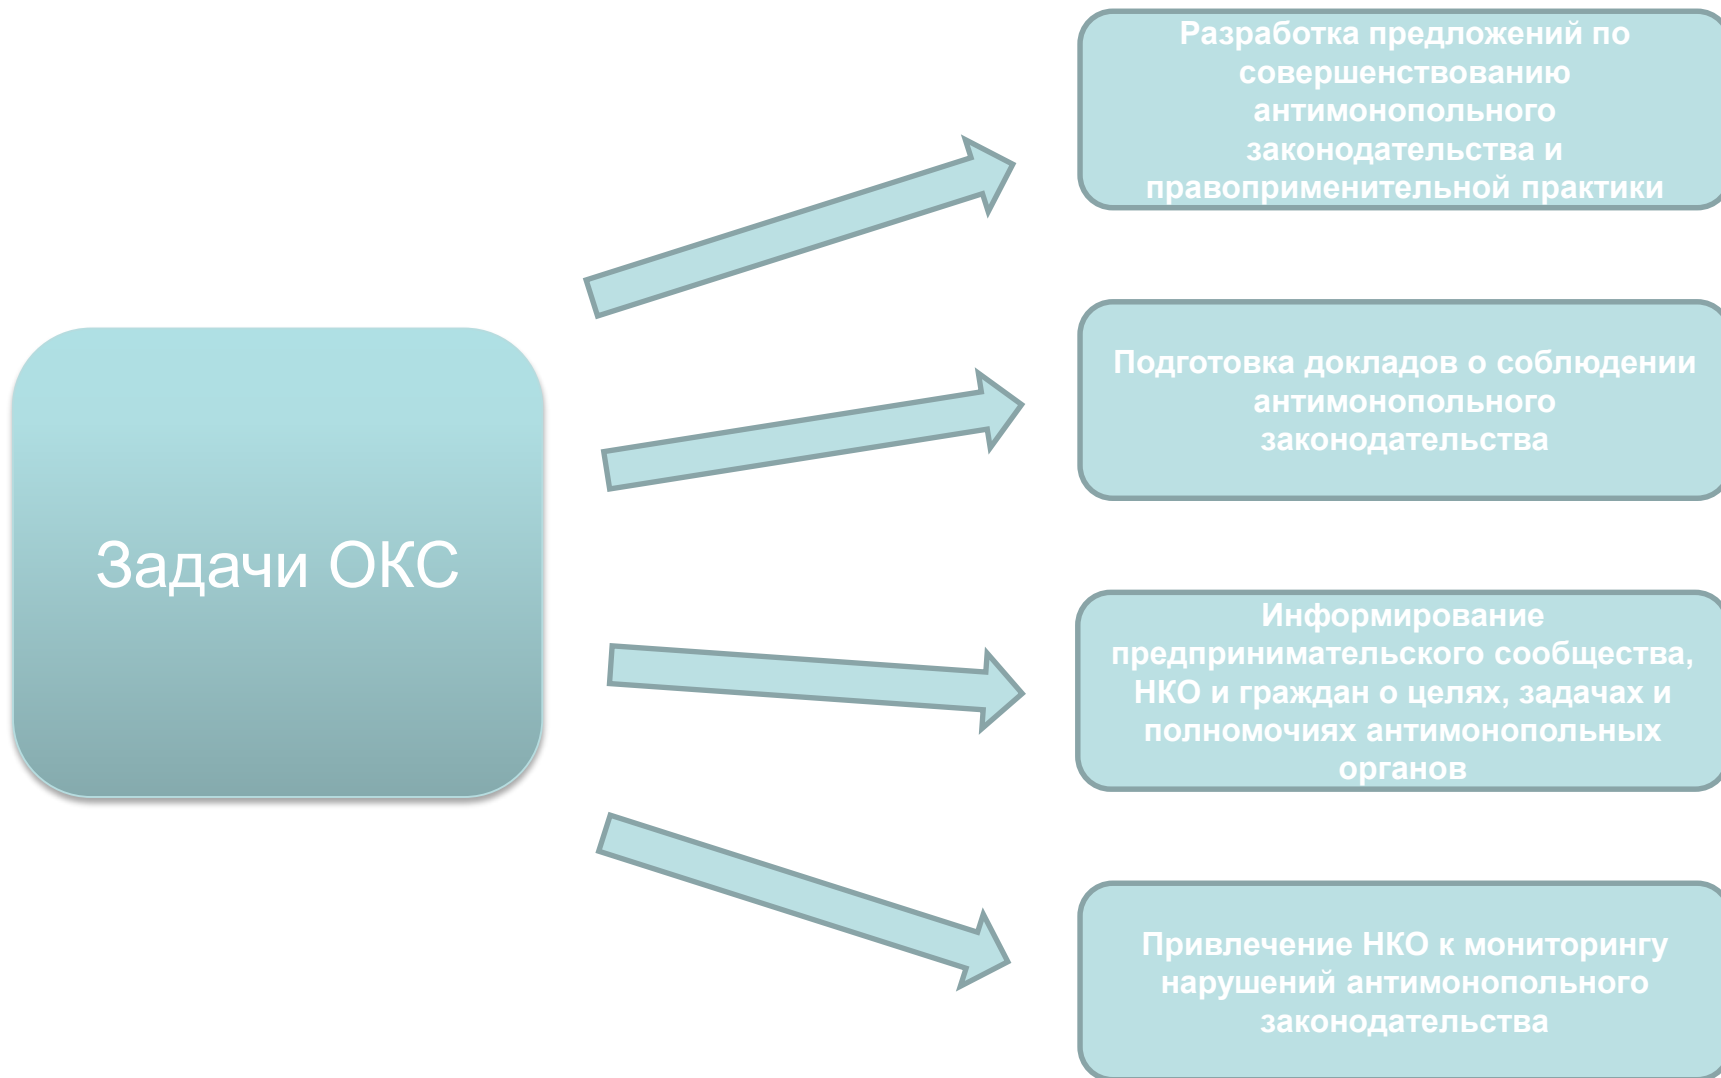 Разработка предложений по
совершенствованию
антимонопольного
законодательства и
правоприменительной практики
Подготовка докладов о соблюдении
антимонопольного
законодательства
Задачи ОКС
Информирование
предпринимательского сообщества,
НКО и граждан о целях, задачах и
полномочиях антимонопольных
органов
Привлечение НКО к мониторингу
нарушений антимонопольного
законодательства